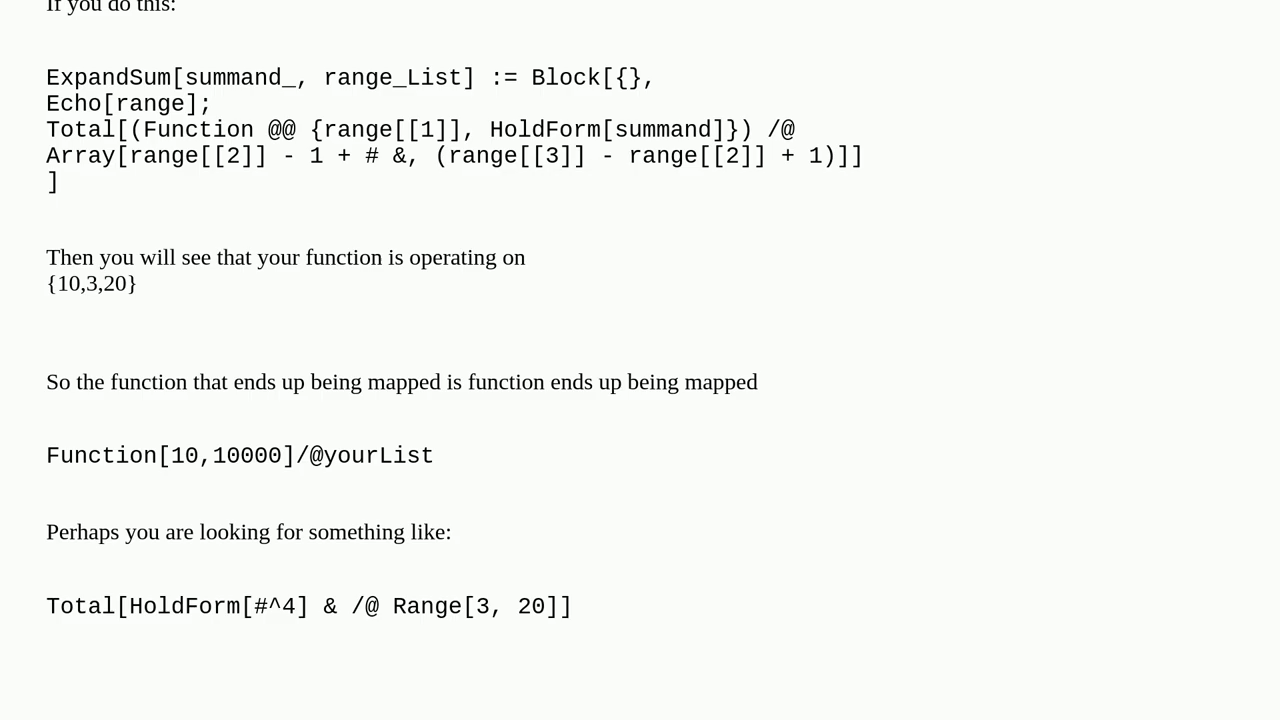 If you do this:
ExpandSum[summand_, range_List] := Block[{},
Echo[range];
Total[(Function @@ {range[[1]], HoldForm[summand]}) /@
Array[range[[2]] - 1 + # &, (range[[3]] - range[[2]] + 1)]]
]
Then you will see that your function is operating on
{10,3,20}
So the function that ends up being mapped is function ends up being mapped
Function[10,10000]/@yourList
Perhaps you are looking for something like:
Total[HoldForm[#^4] & /@ Range[3, 20]]